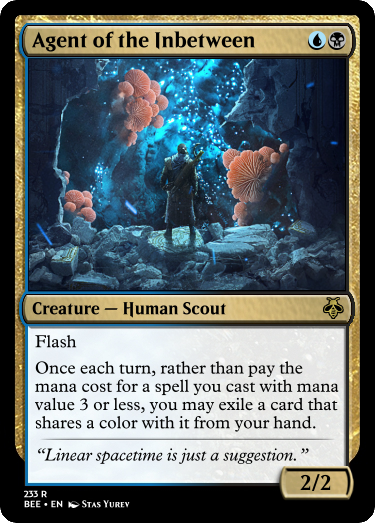 Agent of the Inbetween
Creature — Human Scout
Flash
Once each turn, rather than pay the
mana cost for a spell you cast with mana
value 3 or less, you may exile a card that
shares a color with it from your hand.
“Linear spacetime is just a suggestion.”
2/2
233 R
BEE • EN Stas Yurev